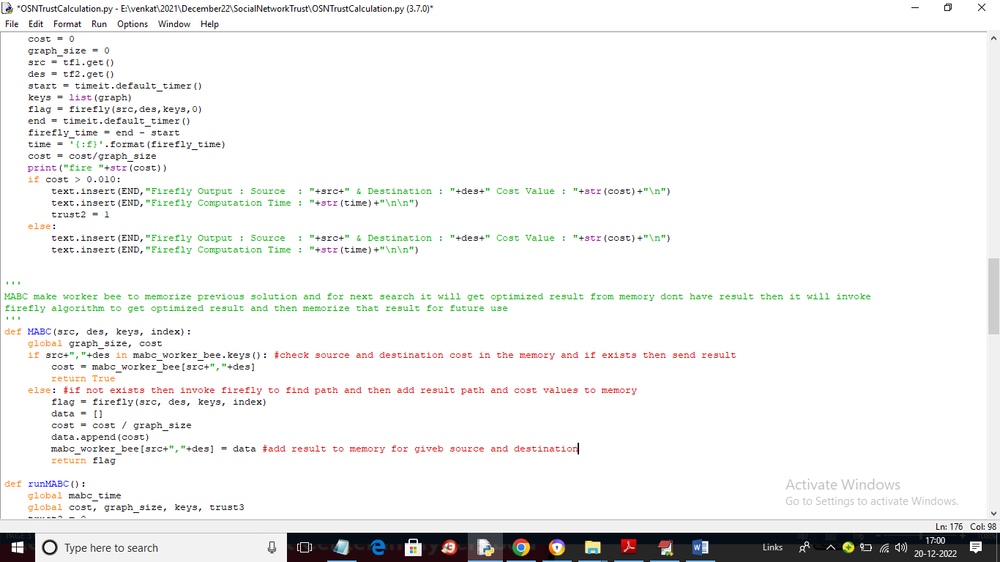 *OSNTrustCalculation.py - E:\venkat\2021\December22\SocialNetworkTrust\OSNTrustCalculation.py (3.7.0)*
File Edit Format Run Options Window Help
    cost = 0
    graph_size = 0
    src = tf1.get()
    des = tf2.get()
    start = timeit.default_timer()
    keys = list(graph)
    flag = firefly(src,des,keys,0)
    end = timeit.default_timer()
    firefly_time = end - start
    time = '{:f}'.format(firefly_time)
    cost = cost/graph_size
    print("fire "+str(cost))
    if cost > 0.010:
        text.insert(END,"Firefly Output : Source  : "+src+" & Destination : "+des+" Cost Value : "+str(cost)+"\n")
        text.insert(END,"Firefly Computation Time : "+str(time)+"\n\n")
        trust2 = 1
    else:
        text.insert(END,"Firefly Output : Source  : "+src+" & Destination : "+des+" Cost Value : "+str(cost)+"\n")
        text.insert(END,"Firefly Computation Time : "+str(time)+"\n\n")
'''
MABC make worker bee to memorize previous solution and for next search it will get optimized result from memory dont have result then it will invoke
firefly algorithm to get optimized result and then memorize that result for future use
'''
def MABC(src, des, keys, index):
    global graph_size, cost
    if src+","+des in mabc_worker_bee.keys(): #check source and destination cost in the memory and if exists then send result
        cost = mabc_worker_bee[src+","+des]
        return True
    else: #if not exists then invoke firefly to find path and then add result path and cost values to memory
        flag = firefly(src, des, keys, index)
        data = []
        cost = cost / graph_size
        data.append(cost)
        mabc_worker_bee[src+","+des] = data #add result to memory for giveb source and destination
        return flag
def runMABC():
    global mabc_time
    global cost, graph_size, keys, trust3
Activate Windows
Go to Settings to activate Windows.
Ln: 176 Col: 98
Type here to search
Links
17:00
20-12-2022